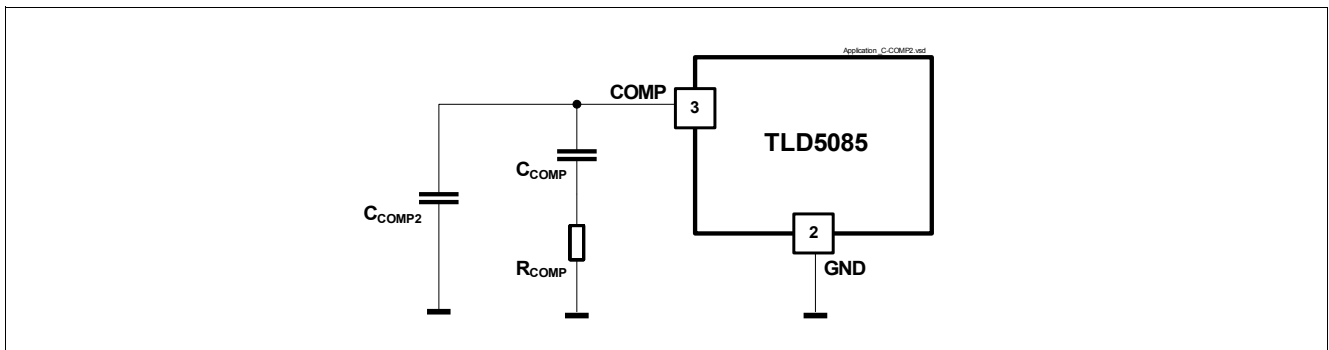 Application_C-COMP2.vsd
COMP
3
TLD5085
CCOMP
CCOMP2
2
RCOMP
GND